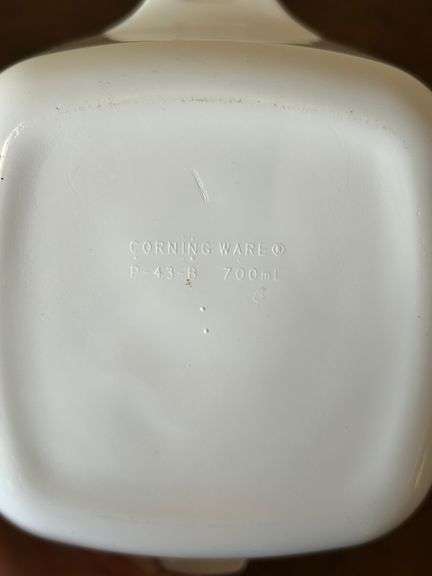 CORNING WARE®
P-43-B 700mL